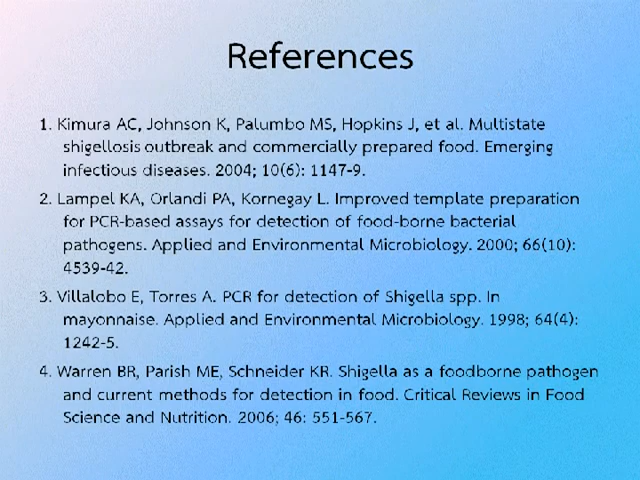 References
1. Kimura AC, Johnson K, Palumbo MS, Hopkins J, et al. Multistate
shigellosis outbreak and commercially prepared food. Emerging
infectious diseases. 2004; 10(6): 1147-9.
2. Lampel KA, Orlandi PA, Kornegay L. Improved template preparation
for PCR-based assays for detection of food-borne bacterial
pathogens. Applied and Environmental Microbiology. 2000; 66(10):
4539-42.
3. Villalobo E, Torres A. PCR for detection of Shigella spp. In
mayonnaise. Applied and Environmental Microbiology. 1998; 64(4):
1242-5.
4. Warren BR, Parish ME, Schneider KR. Shigella as a foodborne pathogen
and current methods for detection in food. Critical Reviews in Food
Science and Nutrition. 2006; 46: 551-567.